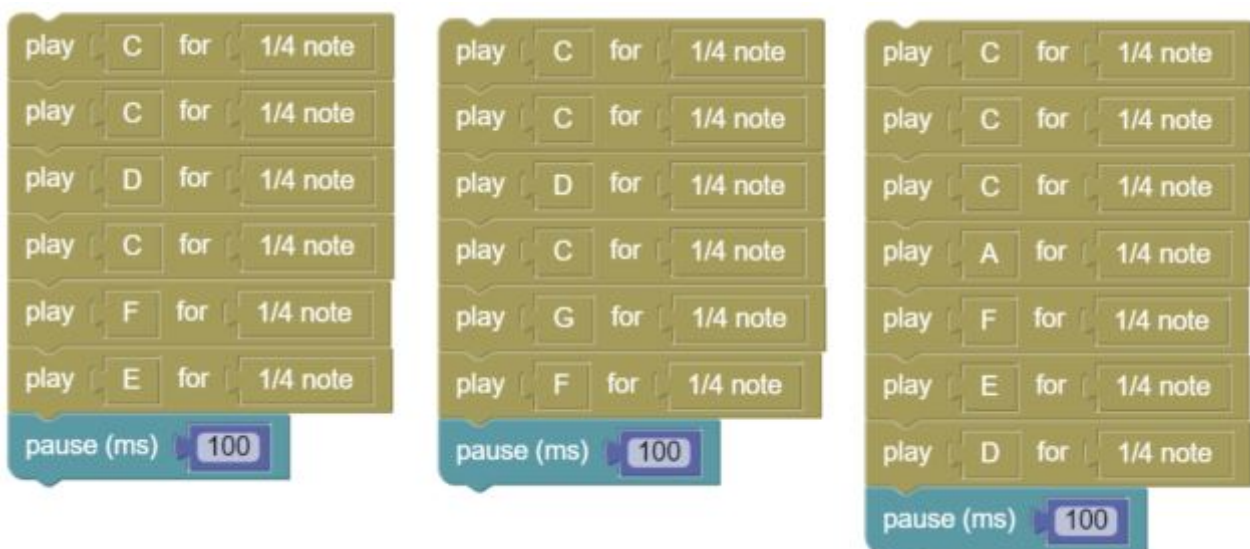 play C for 1/4 note
play C for 1/4 note
play D for 1/4 note
play C for 1/4 note
play F for 1/4 note
play E for 1/4 note
pause (ms) 100
play C for 1/4 note
play C for 1/4 note
play D for 1/4 note
play C for 1/4 note
play G for 1/4 note
play F for 1/4 note
pause (ms) 100
play C for 1/4 note
play C for 1/4 note
play C for 1/4 note
play A for 1/4 note
play F for 1/4 note
play E for 1/4 note
play D for 1/4 note
pause (ms) 100